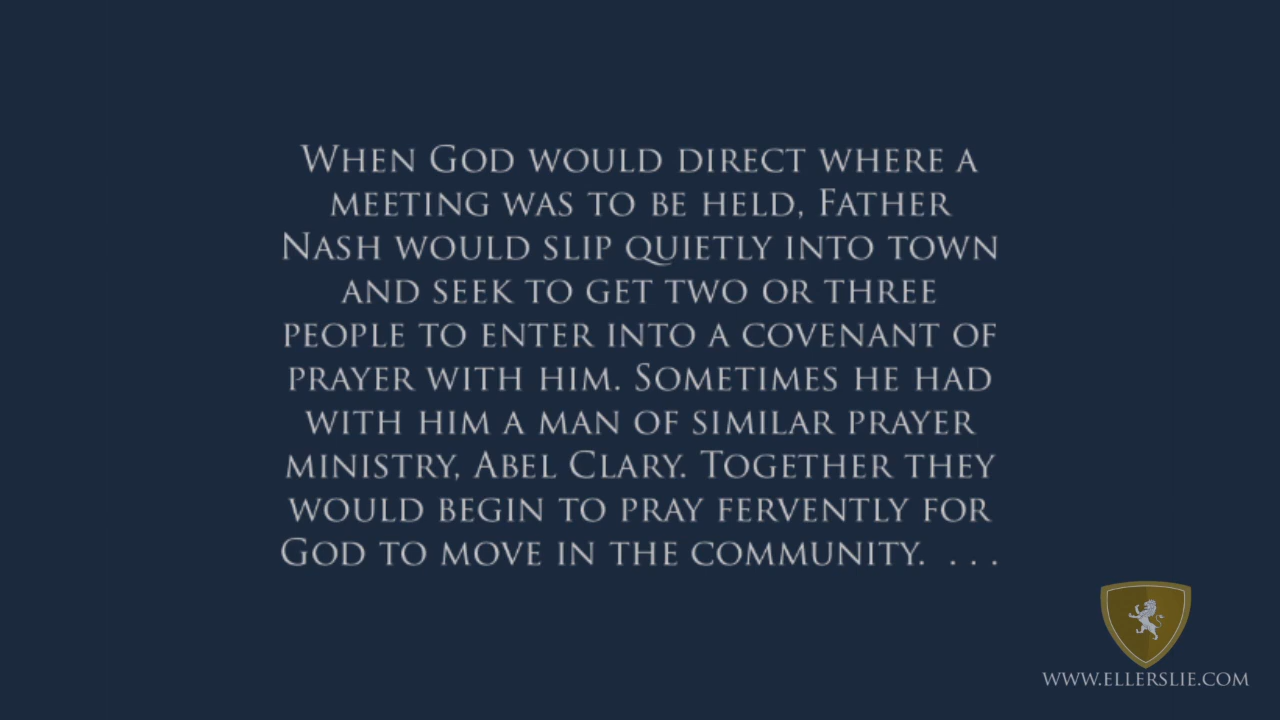 When God would direct where a
meeting was to be held, Father
Nash would slip quietly into town
and seek to get two or three
people to enter into a covenant of
prayer with him. Sometimes he had
with him a man of similar prayer
ministry, Abel Clary. Together they
would begin to pray fervently for
God to move in the community. . . .
www.ellerslie.com